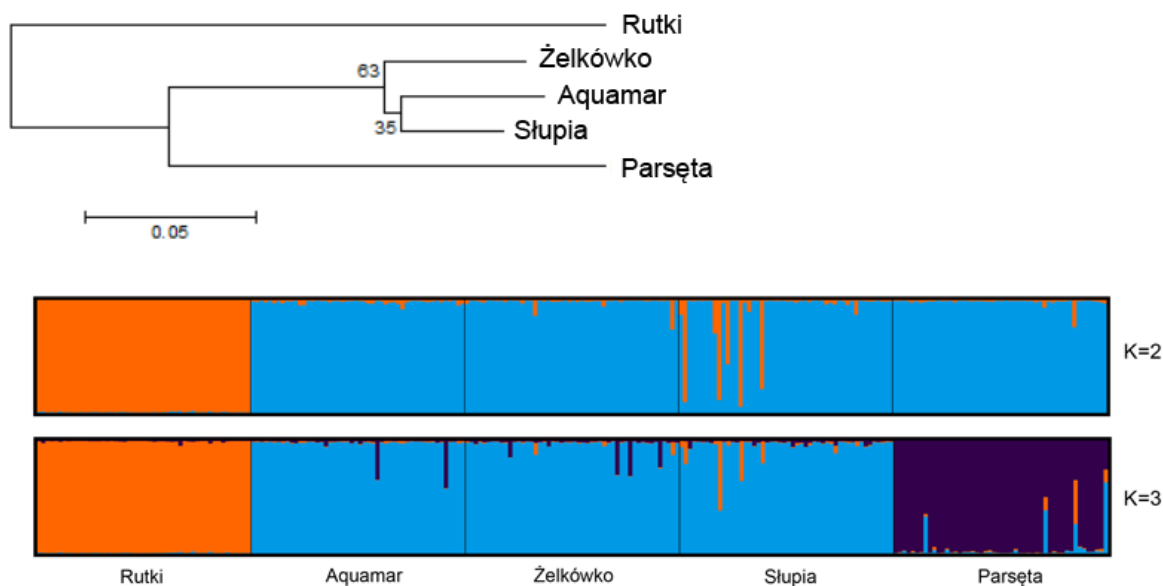 Rutki
63
Żelkówko
Aquamar
35
Słupia
Parsęta
0.05
K=2
K=3
Rutki Aquamar Żelkówko Słupia Parsęta